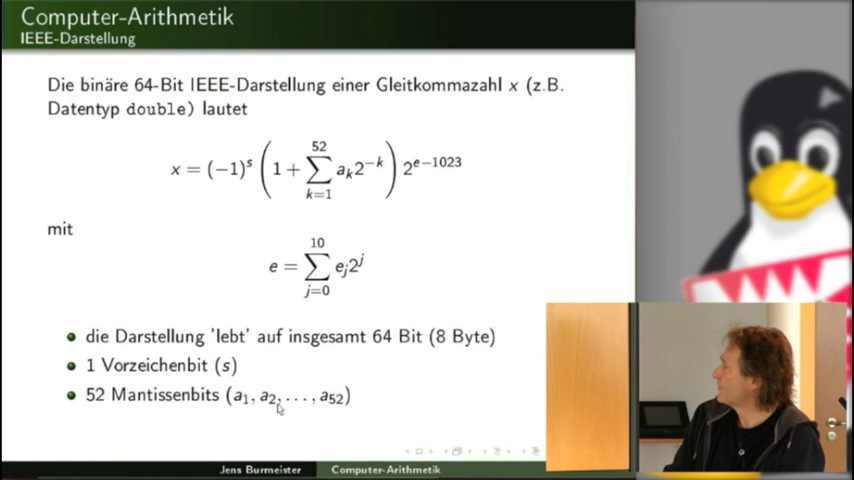 Computer-Arithmetik
IEEE-Darstellung
Die binäre 64-Bit IEEE-Darstellung einer Gleitkommazahl x (z.B.
Datentyp double) lautet
x = (−1)^s (1 + ∑_{k=1}^{52} a_k 2^{−k}) 2^{e−1023}
mit
e = ∑_{j=0}^{10} e_j 2^j
die Darstellung 'lebt' auf insgesamt 64 Bit (8 Byte)
1 Vorzeichenbit (s)
52 Mantissenbits (a_1, a_2, . . . , a_52)
Jens Burmeister Computer-Arithmetik